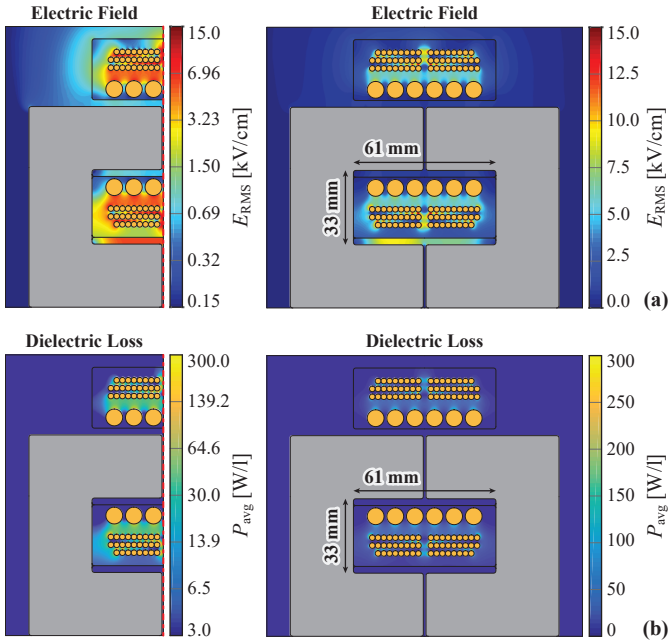 Electric Field
Electric Field
15.0
6.96
3.23
1.50
0.69
0.32
0.15
E_RMS [kV/cm]
61 mm
33 mm
15.0
12.5
10.0
7.5
5.0
2.5
0.0
E_RMS [kV/cm]
(a)
Dielectric Loss
Dielectric Loss
300.0
139.2
64.6
30.0
13.9
6.5
3.0
P_avg [W/l]
61 mm
33 mm
300
250
200
150
100
50
0
P_avg [W/l]
(b)